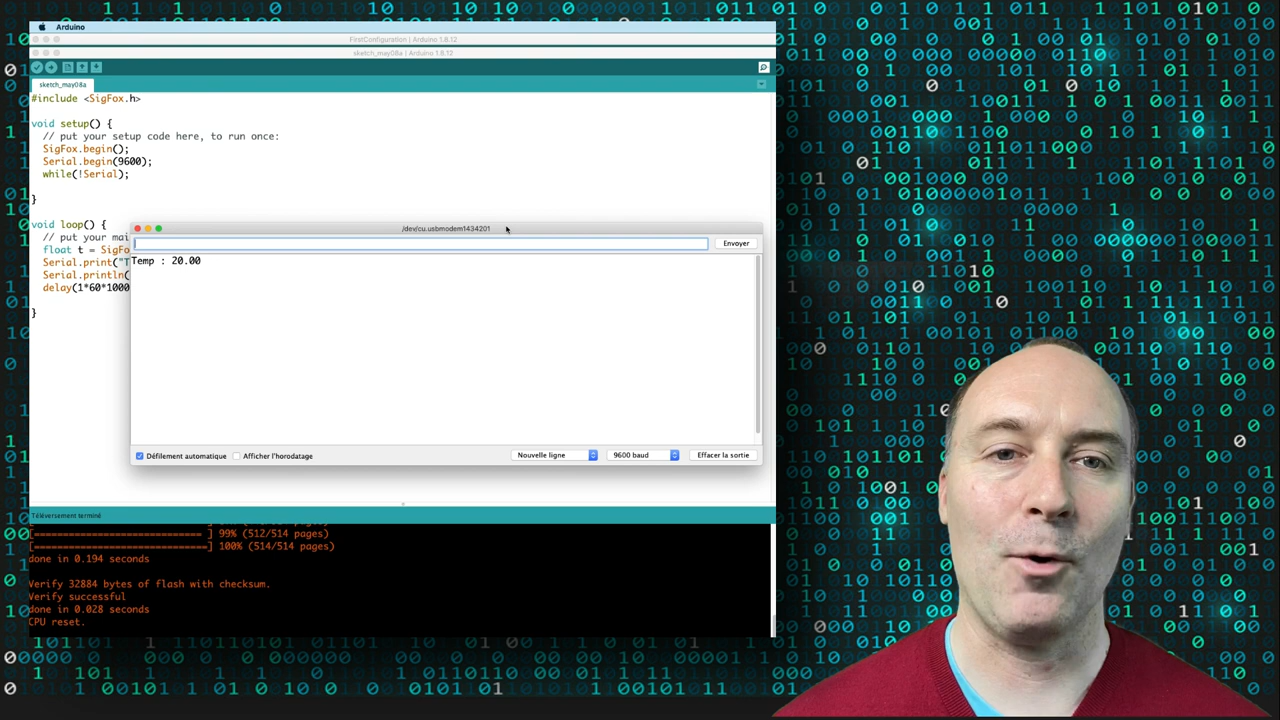 Arduino
FirstConfiguration | Arduino 1.8.12
sketch_may08a | Arduino 1.8.12
sketch_may08a
#include <SigFox.h>
void setup() {
// put your setup code here, to run once:
SigFox.begin();
Serial.begin(9600);
while(!Serial);
}
void loop() {
// put your mai
float t = SigFo
Serial.print("T
Serial.println(
delay(1*60*1000
}
/dev/cu.usbmodem1434201
Envoyer
Temp : 20.00
Défilement automatique
Afficher l'horodatage
Nouvelle ligne
9600 baud
Effacer la sortie
Téléversement terminé
[============================ ] 99% (512/514 pages)
[=============================] 100% (514/514 pages)
done in 0.194 seconds
Verify 32884 bytes of flash with checksum.
Verify successful
done in 0.028 seconds
CPU reset.